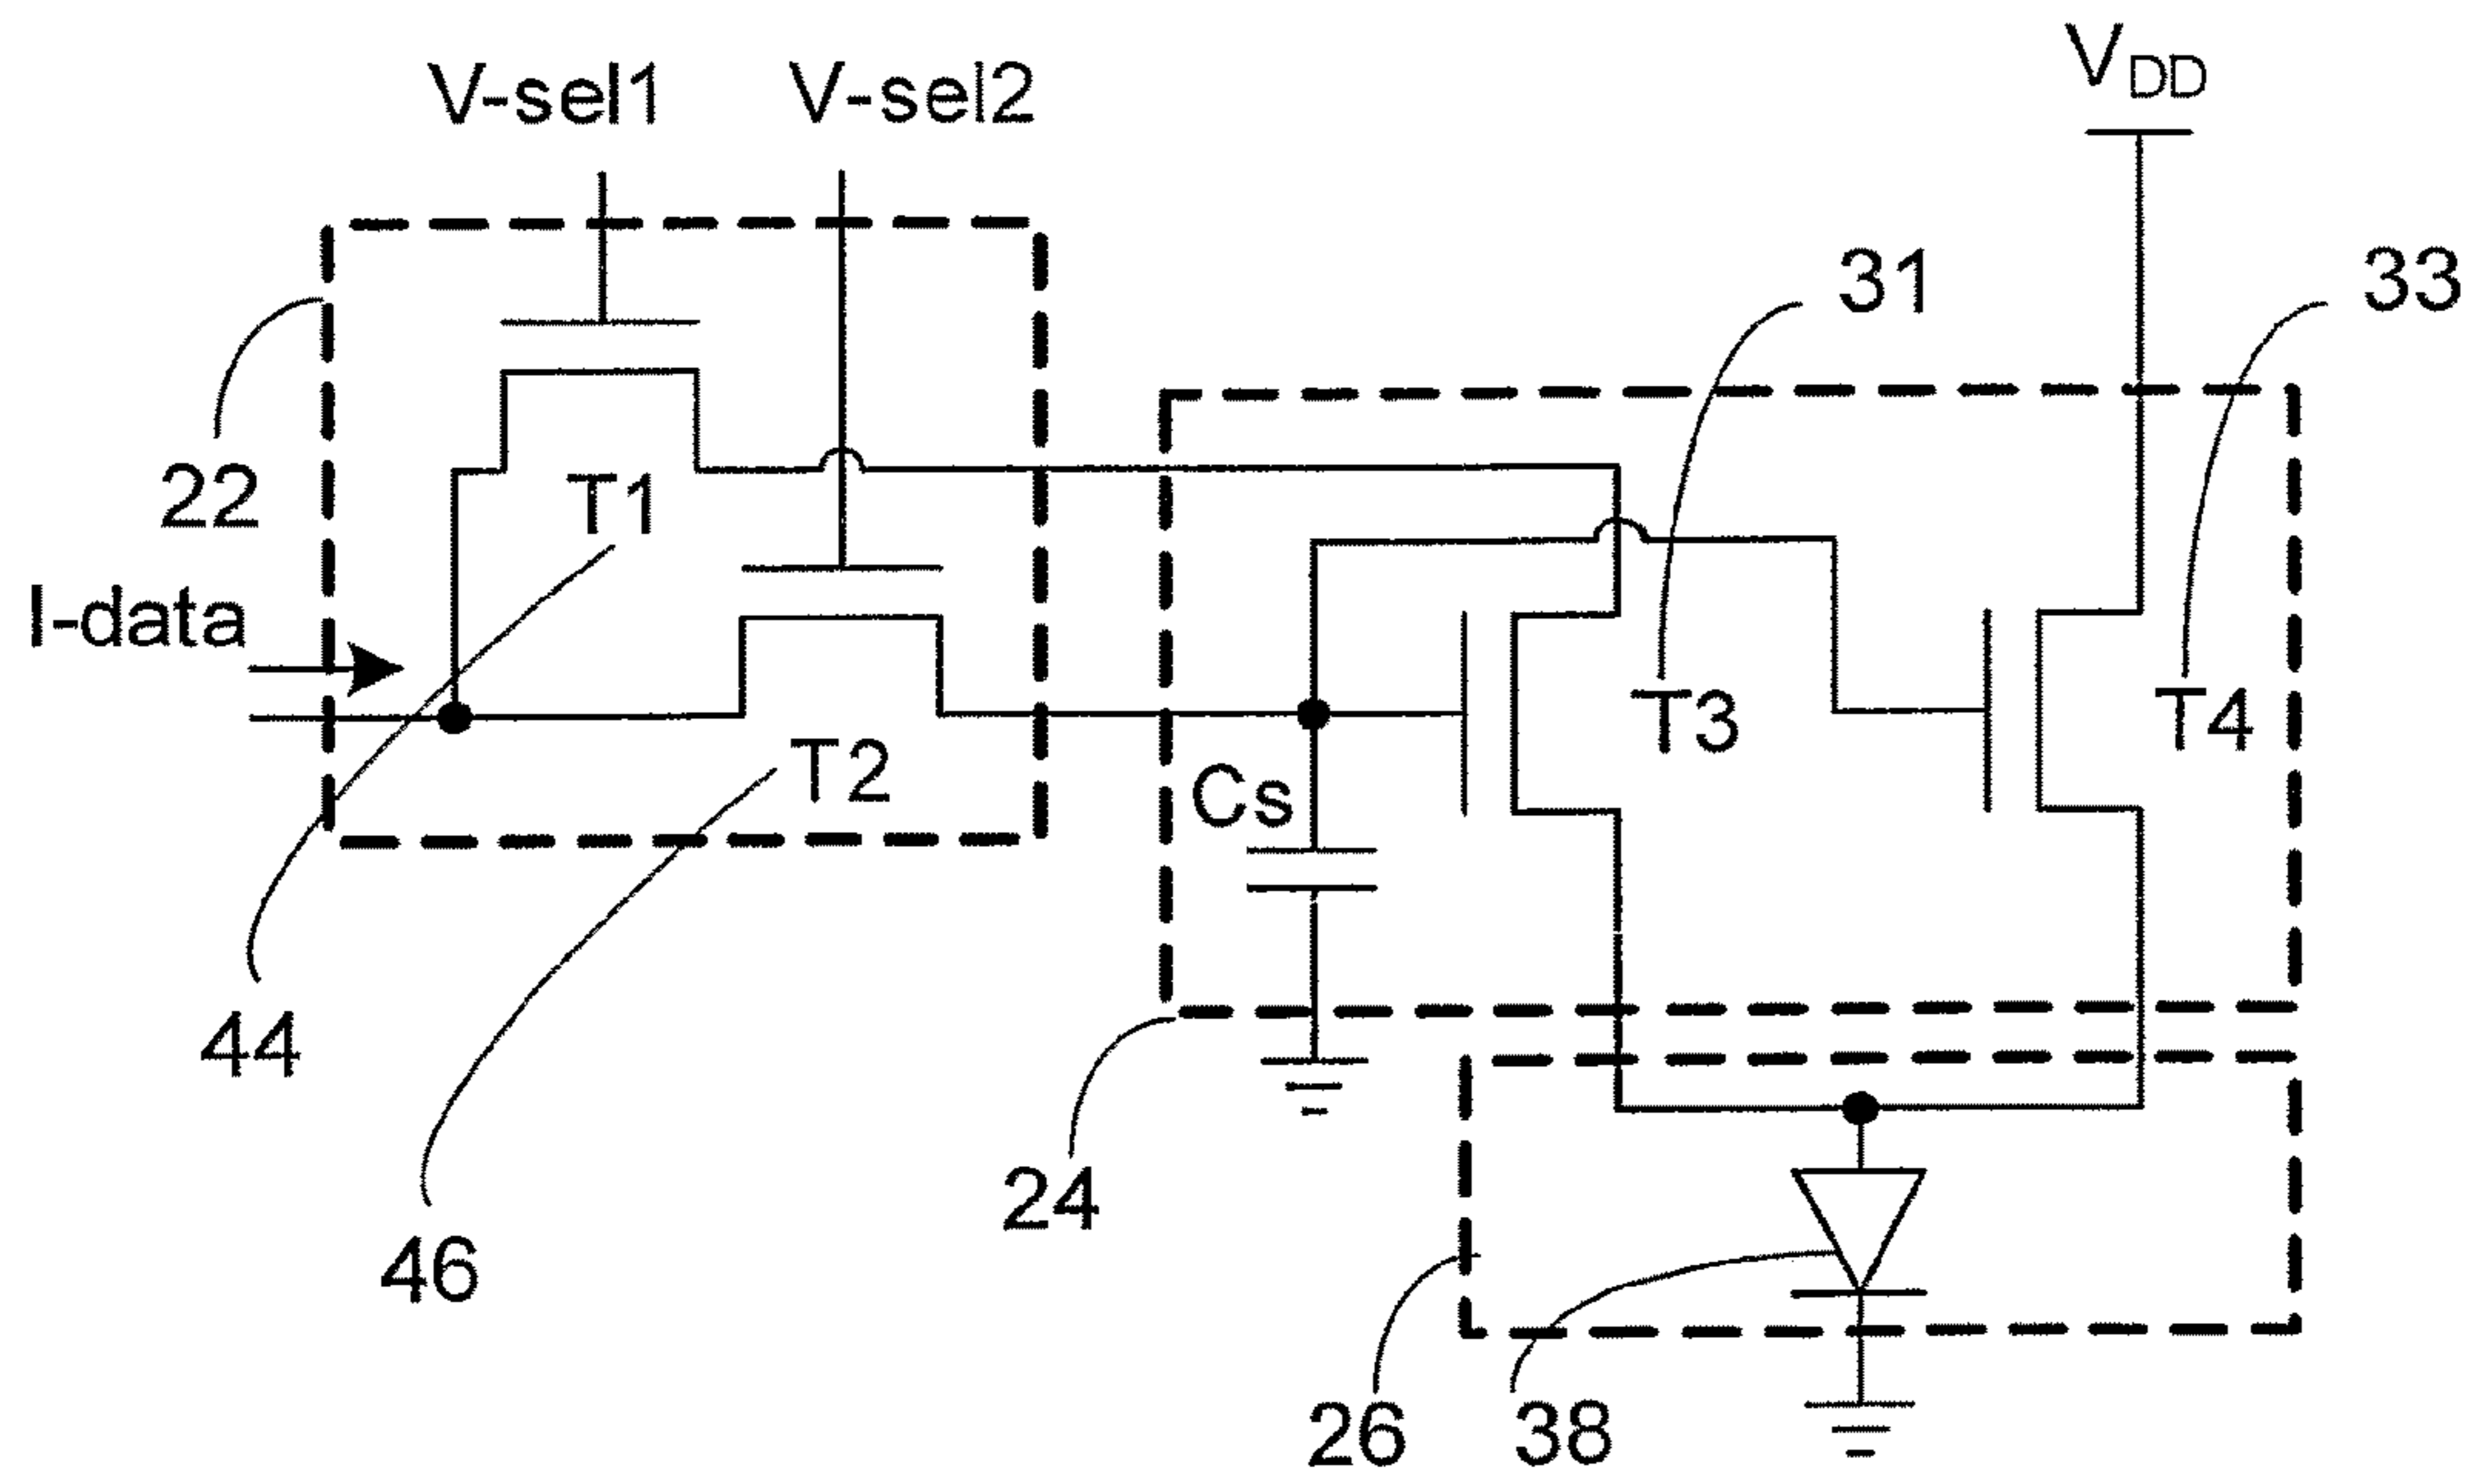 V-sel1 V-sel2 VDD
31 33
22 T1
I-data
T3 T4
T2 Cs
44
24
46
26 38